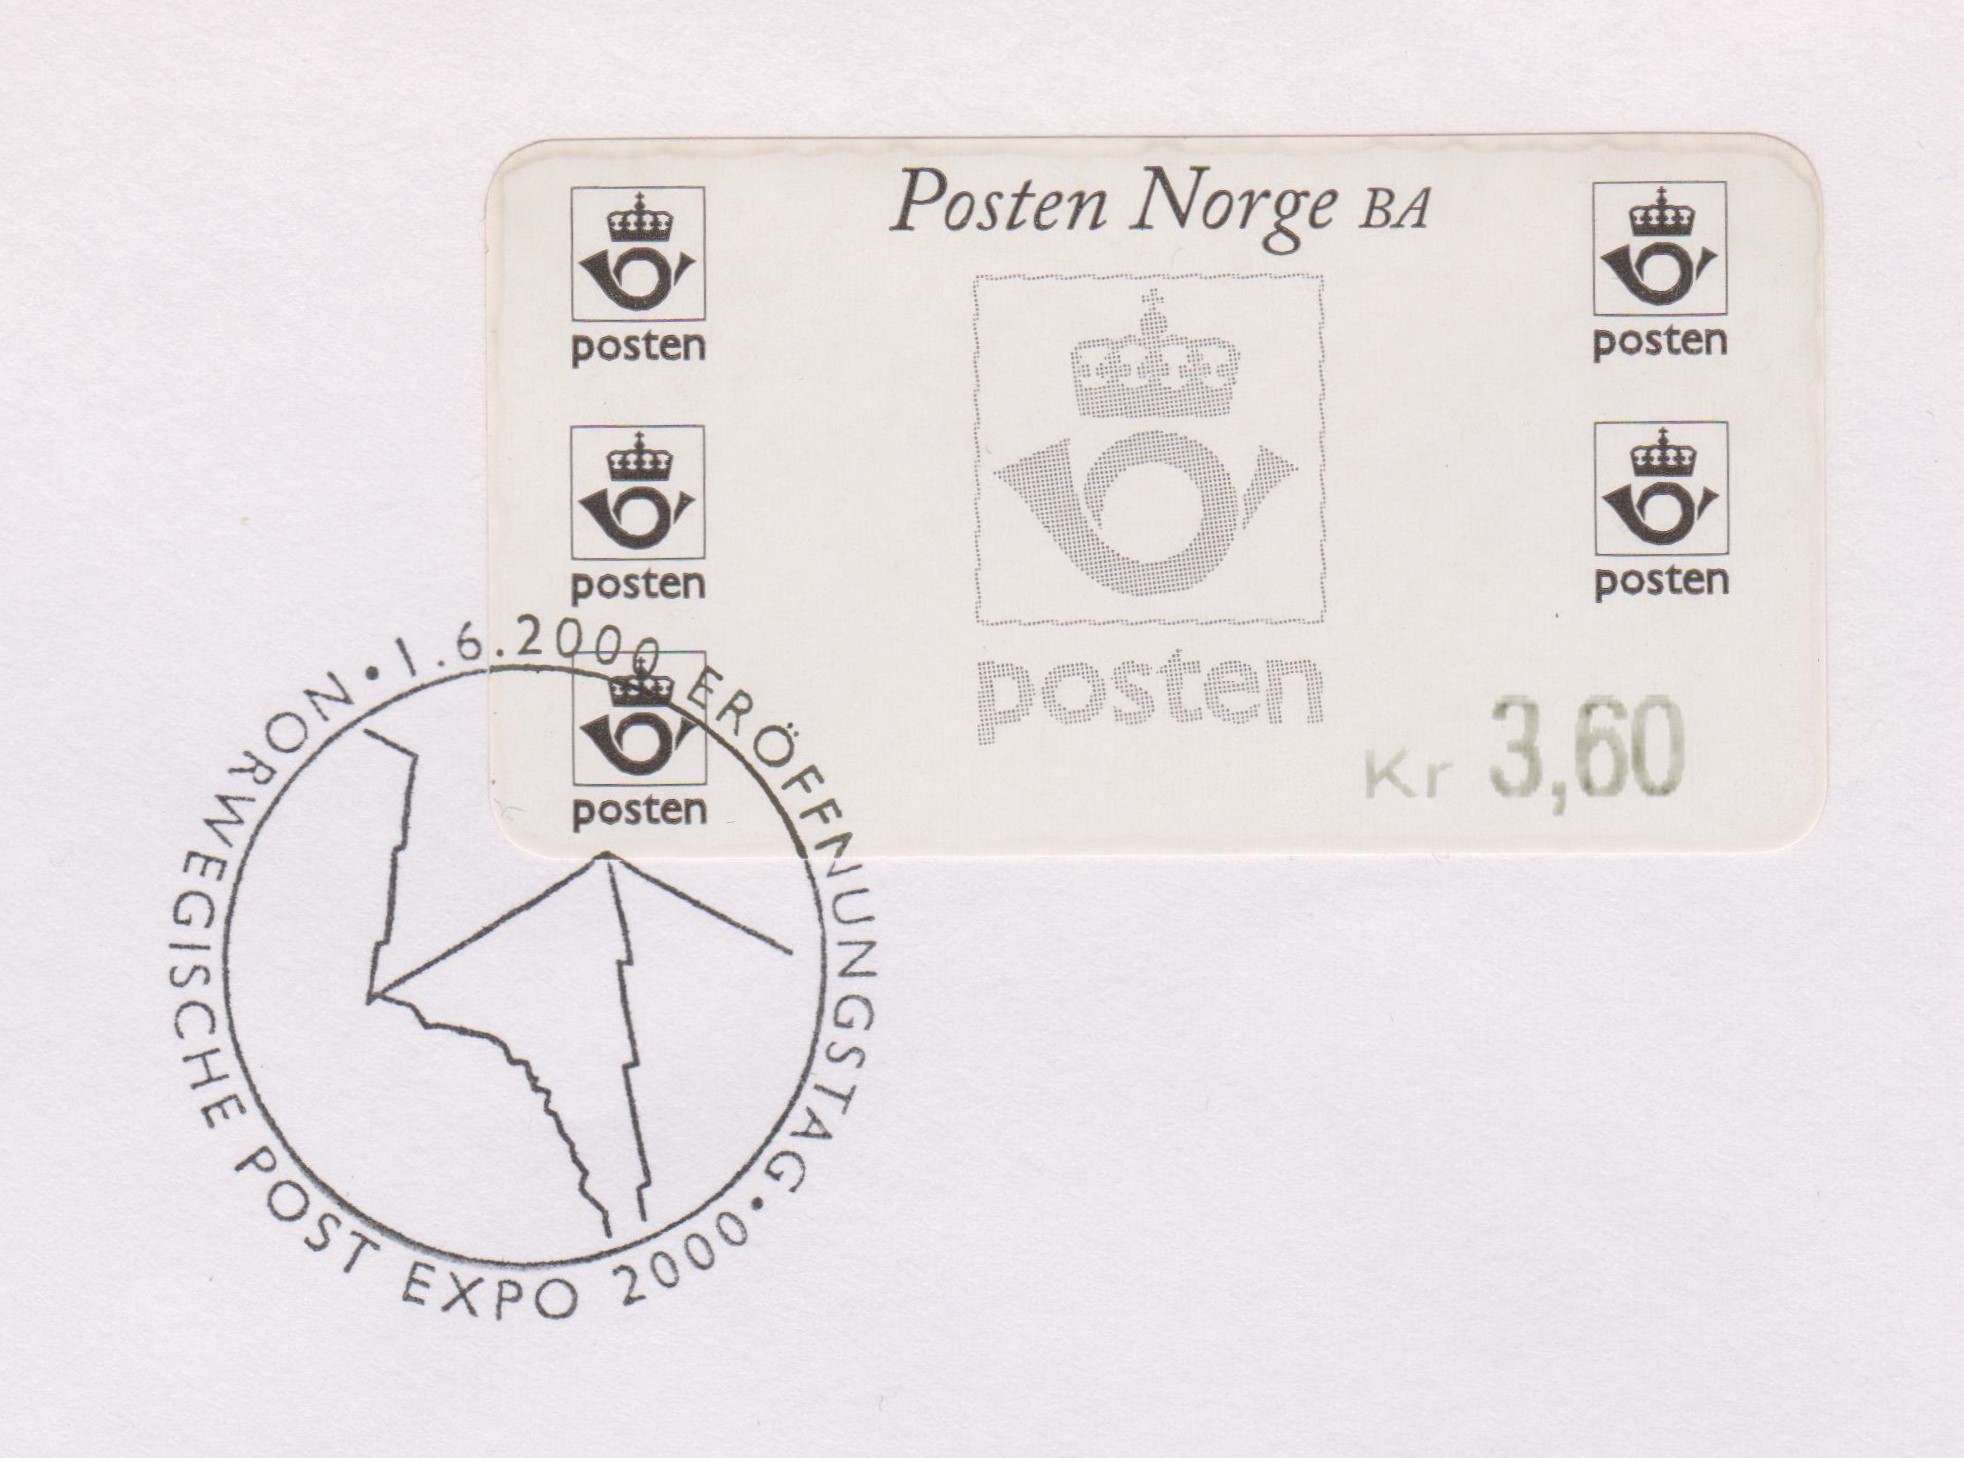 Posten Norge BA
posten
posten
posten
posten
posten
posten
Kr 3,60
1.6.2000 ERÖFFNUNGSTAG • NORWEGISCHE POST EXPO 2000 •